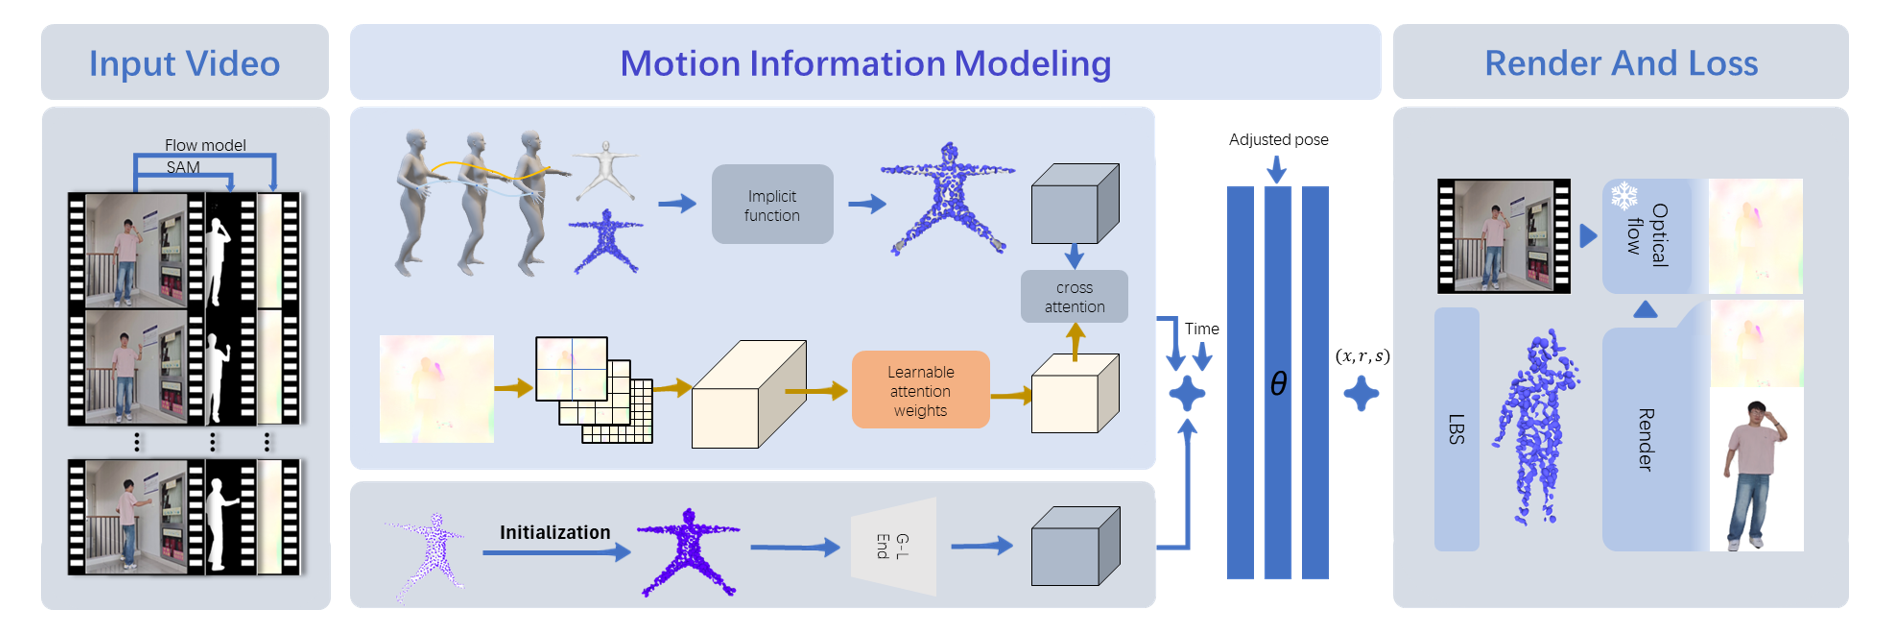 Input Video
Motion Information Modeling
Render And Loss
Flow model
SAM
Implicit
function
cross
attention
Learnable
attention
weights
Initialization
G-L
End
Adjusted pose
Time
θ
(x, r, s)
Optical
flow
LBS
Render